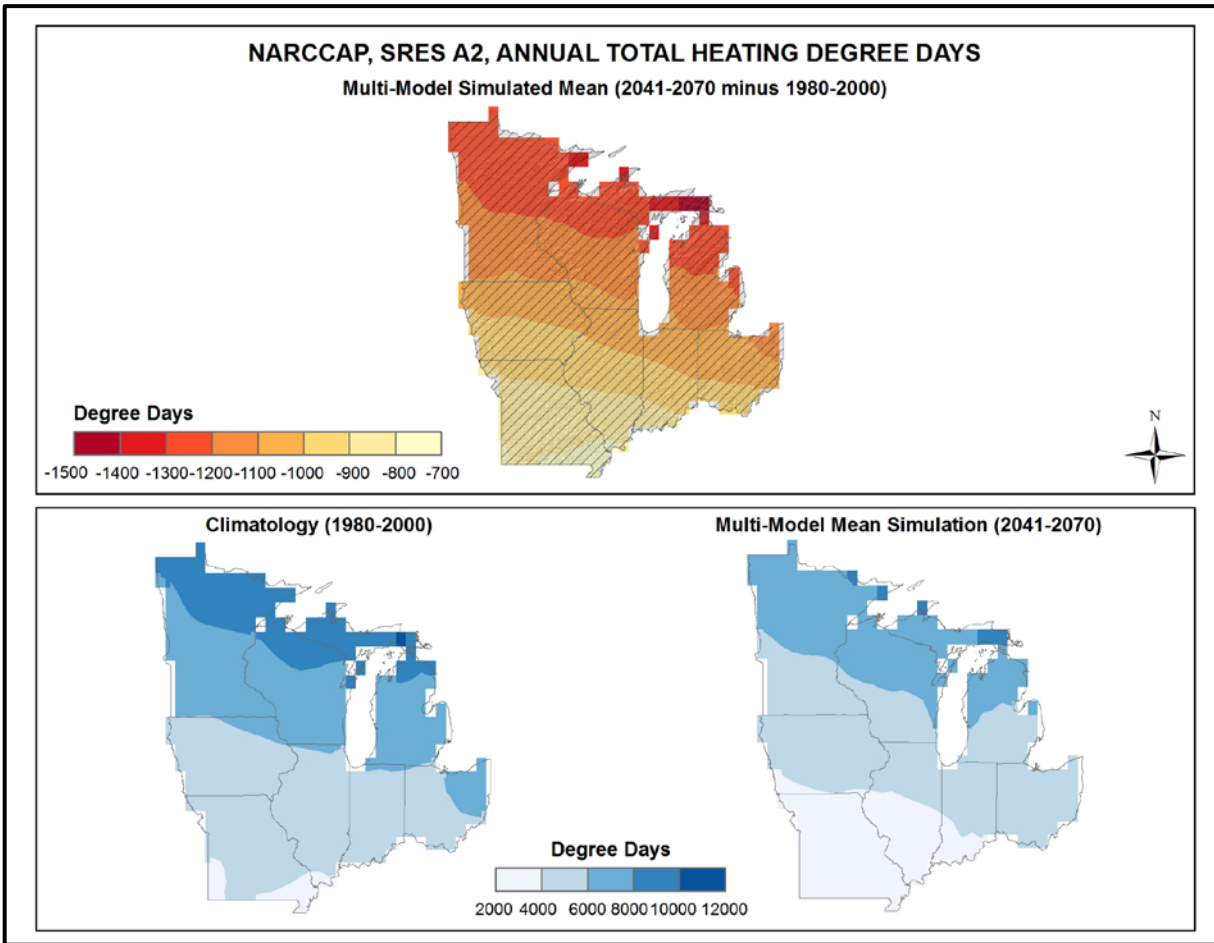 NARCCAP, SRES A2, ANNUAL TOTAL HEATING DEGREE DAYS
Multi-Model Simulated Mean (2041-2070 minus 1980-2000)
Degree Days
-1500 -1400 -1300 -1200 -1100 -1000 -900 -800 -700
N
Climatology (1980-2000)
Multi-Model Mean Simulation (2041-2070)
Degree Days
2000 4000 6000 8000 10000 12000